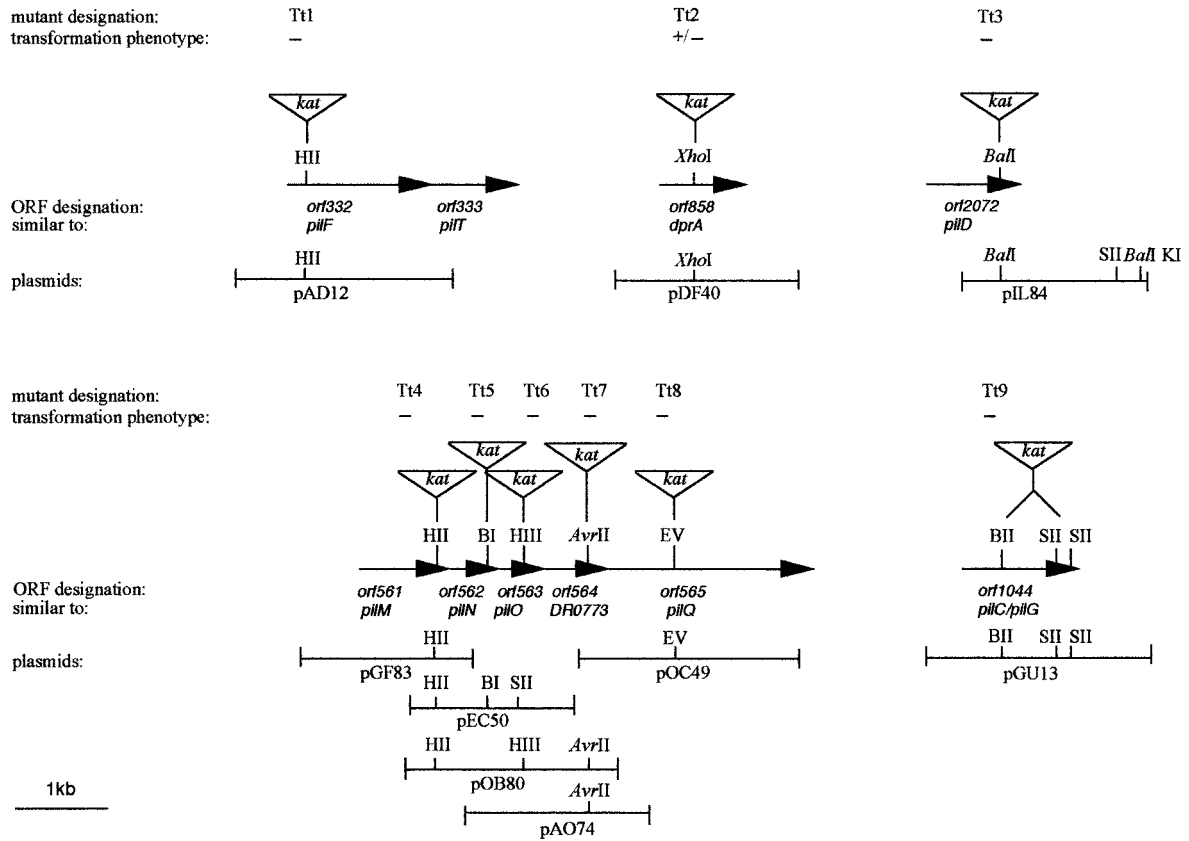 mutant designation: Tt1 Tt2 Tt3
transformation phenotype: – +/– –
kat kat kat
HII XhoI BalI
ORF designation: orf332 orf333 orf858 orf2072
similar to: pilF pilT dprA pilD
HII XhoI BalI SII BalI KI
plasmids: pAD12 pDF40 pIL84
mutant designation: Tt4 Tt5 Tt6 Tt7 Tt8 Tt9
transformation phenotype: – – – – – –
kat kat kat kat kat kat
HII BI HIII AvrII EV BII SII SII
ORF designation: orf561 orf562 orf563 orf564 orf565 orf1044
similar to: pilM pilN pilO DR0773 pilQ pilC/pilG
HII EV BII SII SII
plasmids: pGF83 pOC49 pGU13
HII BI SII
pEC50
HII HIII AvrII
pOB80
1kb
AvrII
pAO74